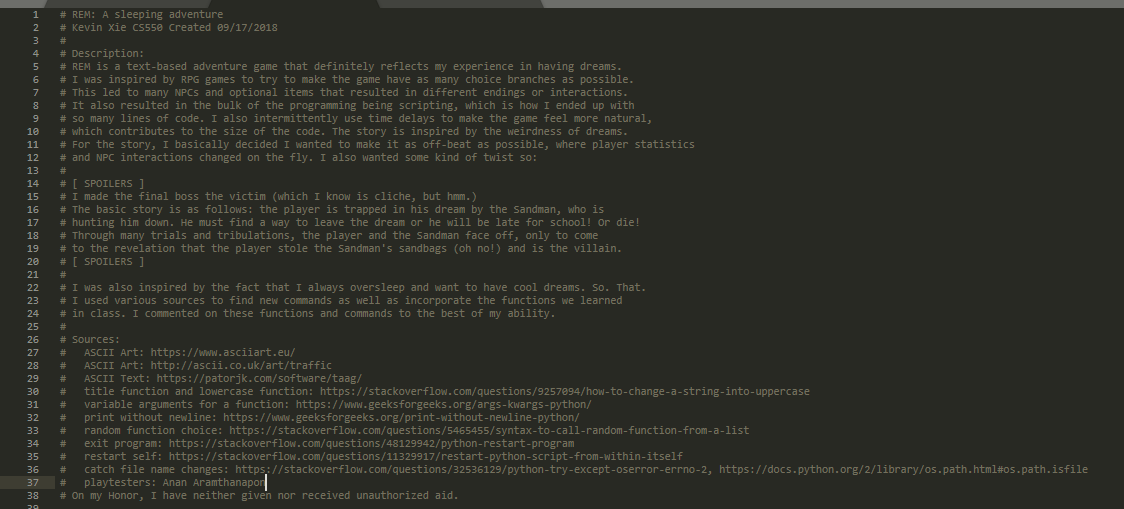 1 # REM: A sleeping adventure
2 # Kevin Xie CS550 Created 09/17/2018
3 #
4 # Description:
5 # REM is a text-based adventure game that definitely reflects my experience in having dreams.
6 # I was inspired by RPG games to try to make the game have as many choice branches as possible.
7 # This led to many NPCs and optional items that resulted in different endings or interactions.
8 # It also resulted in the bulk of the programming being scripting, which is how I ended up with
9 # so many lines of code. I also intermittently use time delays to make the game feel more natural,
10 # which contributes to the size of the code. The story is inspired by the weirdness of dreams.
11 # For the story, I basically decided I wanted to make it as off-beat as possible, where player statistics
12 # and NPC interactions changed on the fly. I also wanted some kind of twist so:
13 #
14 # [ SPOILERS ]
15 # I made the final boss the victim (which I know is cliche, but hmm.)
16 # The basic story is as follows: the player is trapped in his dream by the Sandman, who is
17 # hunting him down. He must find a way to leave the dream or he will be late for school! Or die!
18 # Through many trials and tribulations, the player and the Sandman face off, only to come
19 # to the revelation that the player stole the Sandman's sandbags (oh no!) and is the villain.
20 # [ SPOILERS ]
21 #
22 # I was also inspired by the fact that I always oversleep and want to have cool dreams. So. That.
23 # I used various sources to find new commands as well as incorporate the functions we learned
24 # in class. I commented on these functions and commands to the best of my ability.
25 #
26 # Sources:
27 #   ASCII Art: https://www.asciiart.eu/
28 #   ASCII Art: http://ascii.co.uk/art/traffic
29 #   ASCII Text: https://patorjk.com/software/taag/
30 #   title function and lowercase function: https://stackoverflow.com/questions/9257094/how-to-change-a-string-into-uppercase
31 #   variable arguments for a function: https://www.geeksforgeeks.org/args-kwargs-python/
32 #   print without newline: https://www.geeksforgeeks.org/print-without-newline-python/
33 #   random function choice: https://stackoverflow.com/questions/5465455/syntax-to-call-random-function-from-a-list
34 #   exit program: https://stackoverflow.com/questions/48129942/python-restart-program
35 #   restart self: https://stackoverflow.com/questions/11329917/restart-python-script-from-within-itself
36 #   catch file name changes: https://stackoverflow.com/questions/32536129/python-try-except-oserror-errno-2, https://docs.python.org/2/library/os.path.html#os.path.isfile
37 #   playtesters: Anan Aramthanapon
38 # On my Honor, I have neither given nor received unauthorized aid.
39